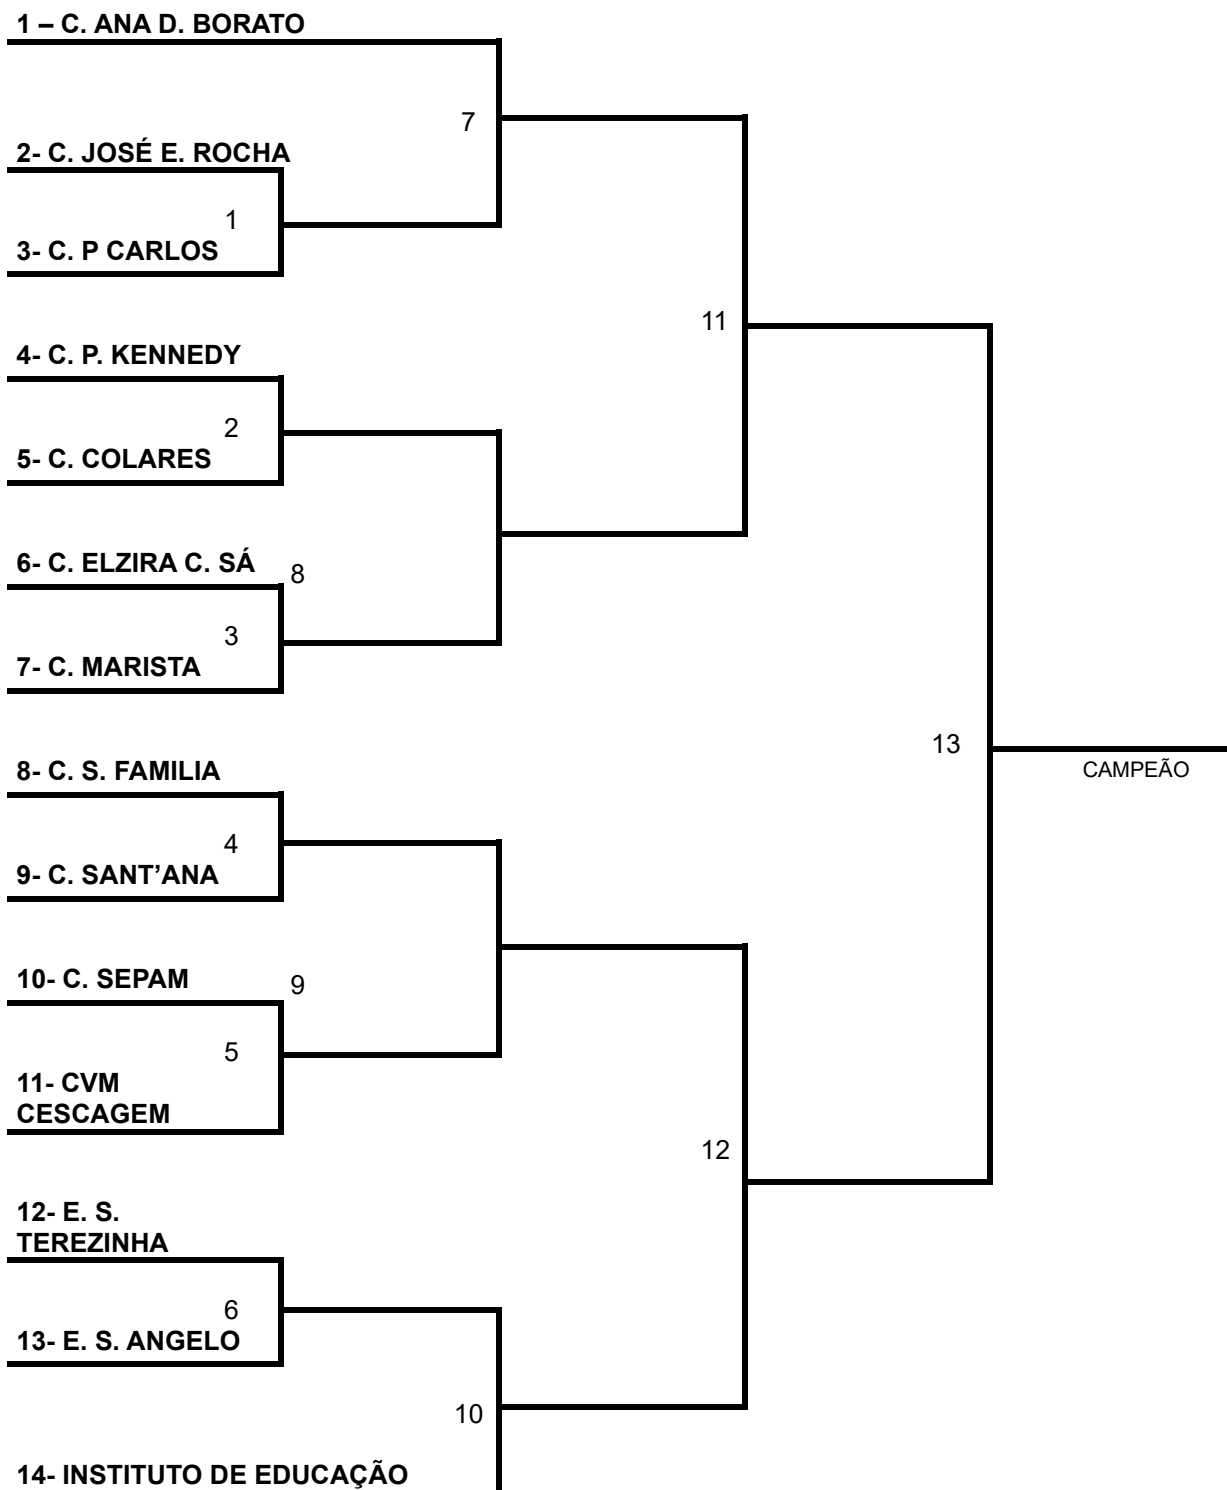 1 – C. ANA D. BORATO
7
2- C. JOSÉ E. ROCHA
1
3- C. P CARLOS
11
4- C. P. KENNEDY
2
5- C. COLARES
6- C. ELZIRA C. SÁ
8
3
7- C. MARISTA
13
8- C. S. FAMILIA
CAMPEÃO
4
9- C. SANT’ANA
10- C. SEPAM
9
5
11- CVM
CESCAGEM
12
12- E. S.
TEREZINHA
6
13- E. S. ANGELO
10
14- INSTITUTO DE EDUCAÇÃO